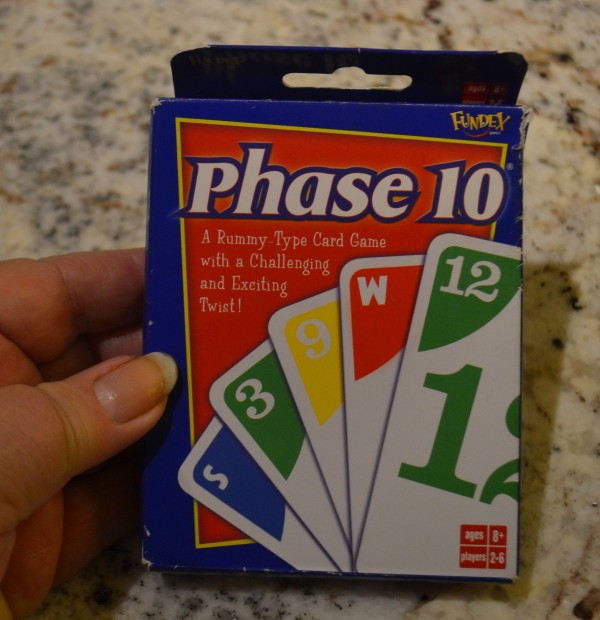 FUNDEX
Phase 10®
A Rummy-Type Card Game
with a Challenging
and Exciting
Twist!
S
3
9
W
12
12
ages 8+
players 2-6